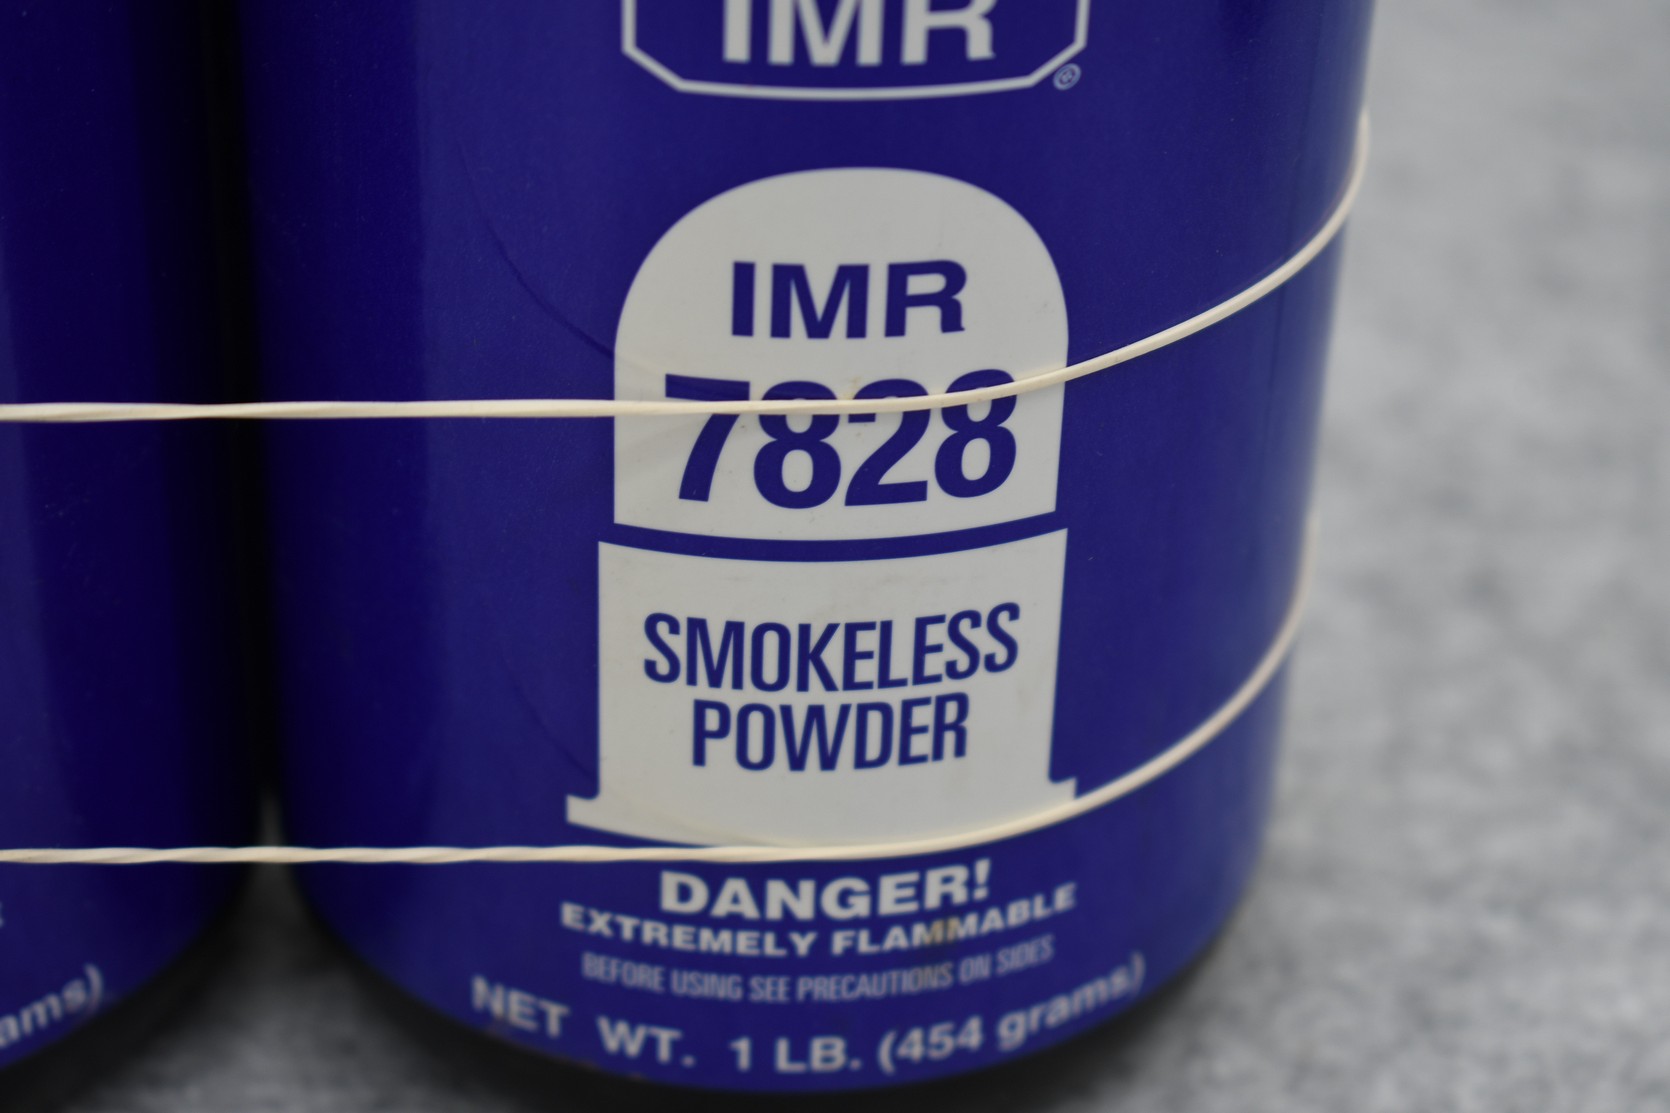 IMR
®
IMR
7828
SMOKELESS
POWDER
DANGER!
EXTREMELY FLAMMABLE
BEFORE USING SEE PRECAUTIONS ON SIDES
NET WT. 1 LB. (454 grams)
ams)